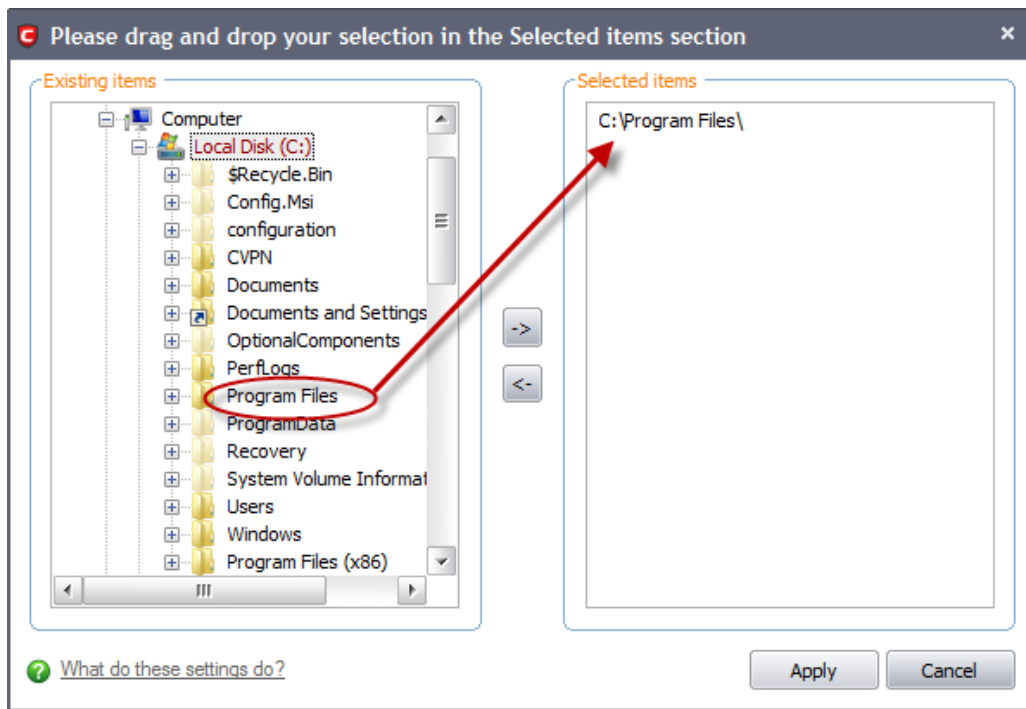 Please drag and drop your selection in the Selected items section
Existing items
Computer
Local Disk (C:)
$Recycle.Bin
Config.Msi
configuration
CVPN
Documents
Documents and Settings
OptionalComponents
PerfLogs
Program Files
ProgramData
Recovery
System Volume Informat
Users
Windows
Program Files (x86)
->
<-
Selected items
C:\Program Files\
What do these settings do?
Apply
Cancel